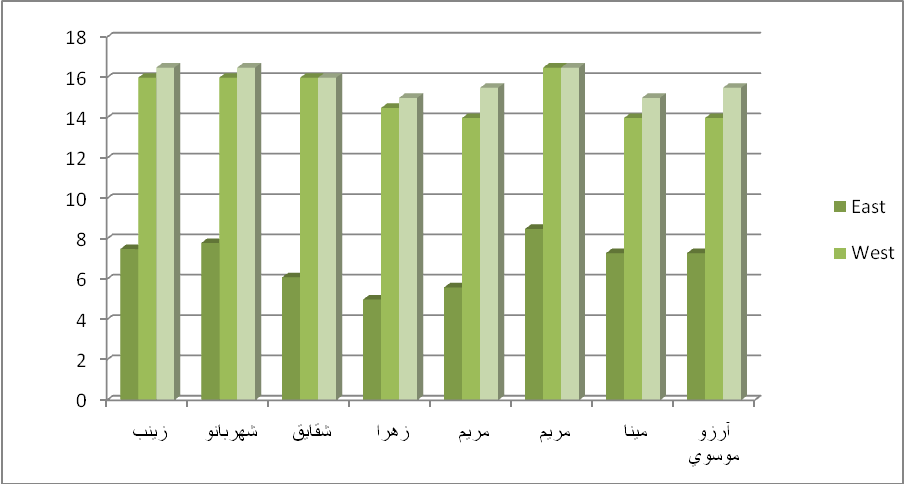 18
16
14
12
10
8
6
4
2
0
زينب
شهربانو
شقايق
زهرا
مريم
مريم
مينا
آرزو
موسوي
East
West